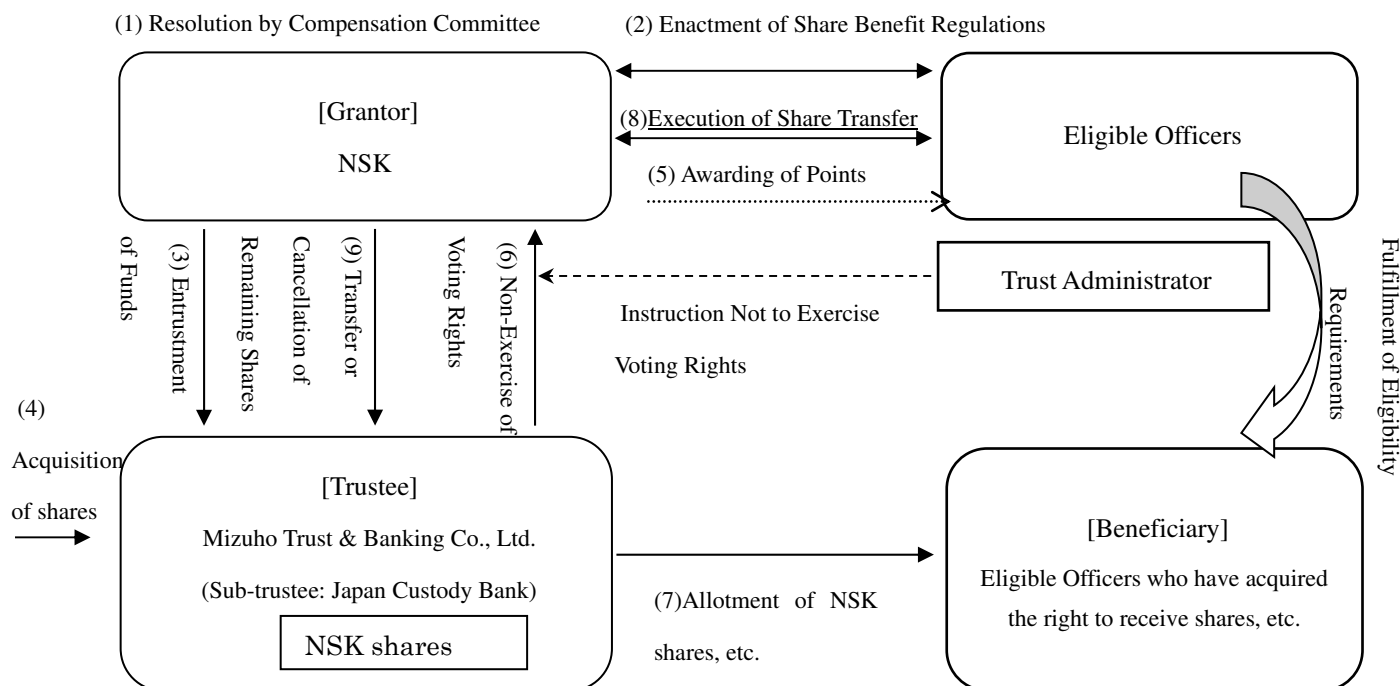 (1) Resolution by Compensation Committee
(2) Enactment of Share Benefit Regulations
[Grantor]
NSK
(8)Execution of Share Transfer
(5) Awarding of Points
Eligible Officers
(3) Entrustment
of Funds
(9) Transfer or
Cancellation of
Remaining Shares
(6) Non-Exercise of
Voting Rights
Trust Administrator
Instruction Not to Exercise
Voting Rights
Fulfillment of Eligibility
Requirements
(4)
Acquisition
of shares
[Trustee]
Mizuho Trust & Banking Co., Ltd.
(Sub-trustee: Japan Custody Bank)
NSK shares
(7)Allotment of NSK
shares, etc.
[Beneficiary]
Eligible Officers who have acquired
the right to receive shares, etc.